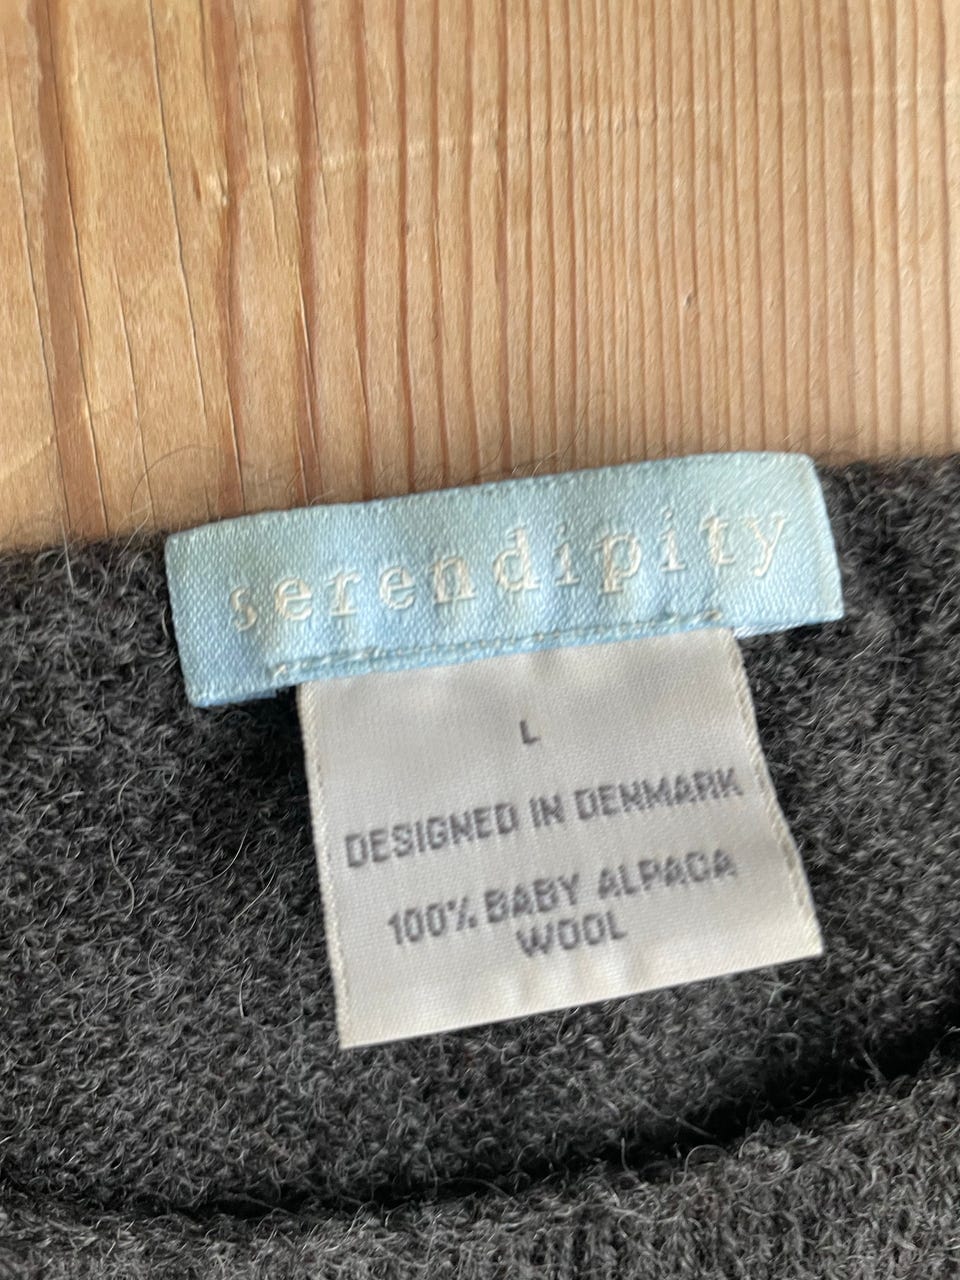 serendipity
L
DESIGNED IN DENMARK
100% BABY ALPACA
WOOL